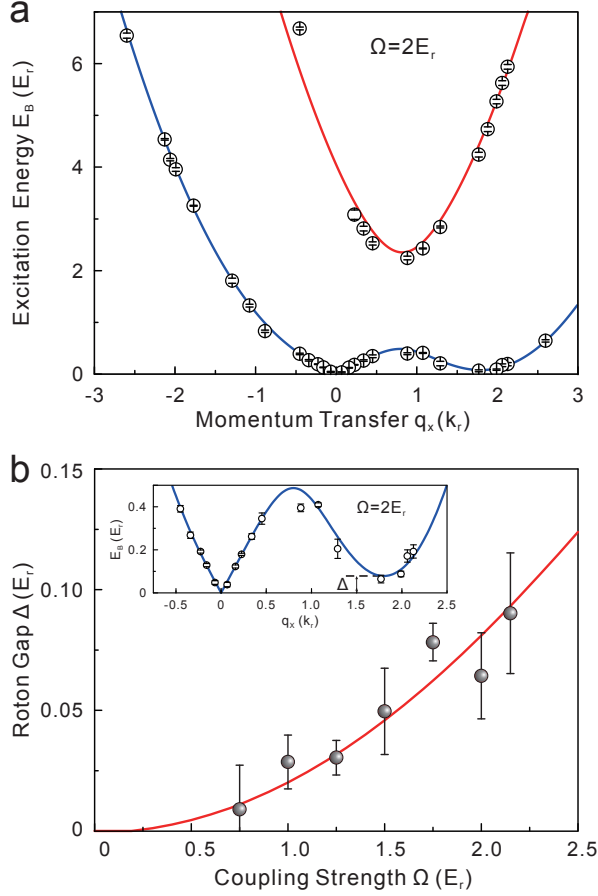 a
Excitation Energy E_B (E_r)
6
4
2
0
Ω=2E_r
-3 -2 -1 0 1 2 3
Momentum Transfer q_x (k_r)
b
Roton Gap Δ (E_r)
0.15
0.10
0.05
0
E_B (E_r)
0.4
0.2
0
Ω=2E_r
Δ
-0.5 0 0.5 1.0 1.5 2.0 2.5
q_x (k_r)
0 0.5 1.0 1.5 2.0 2.5
Coupling Strength Ω (E_r)